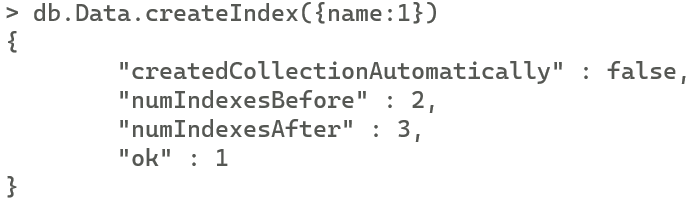 > db.Data.createIndex({name:1})
{
        "createdCollectionAutomatically" : false,
        "numIndexesBefore" : 2,
        "numIndexesAfter" : 3,
        "ok" : 1
}